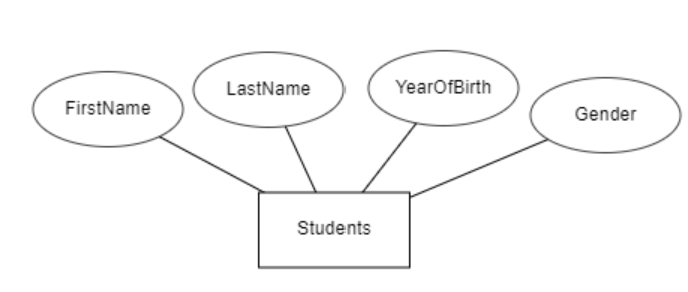 FirstName
LastName
YearOfBirth
Gender
Students